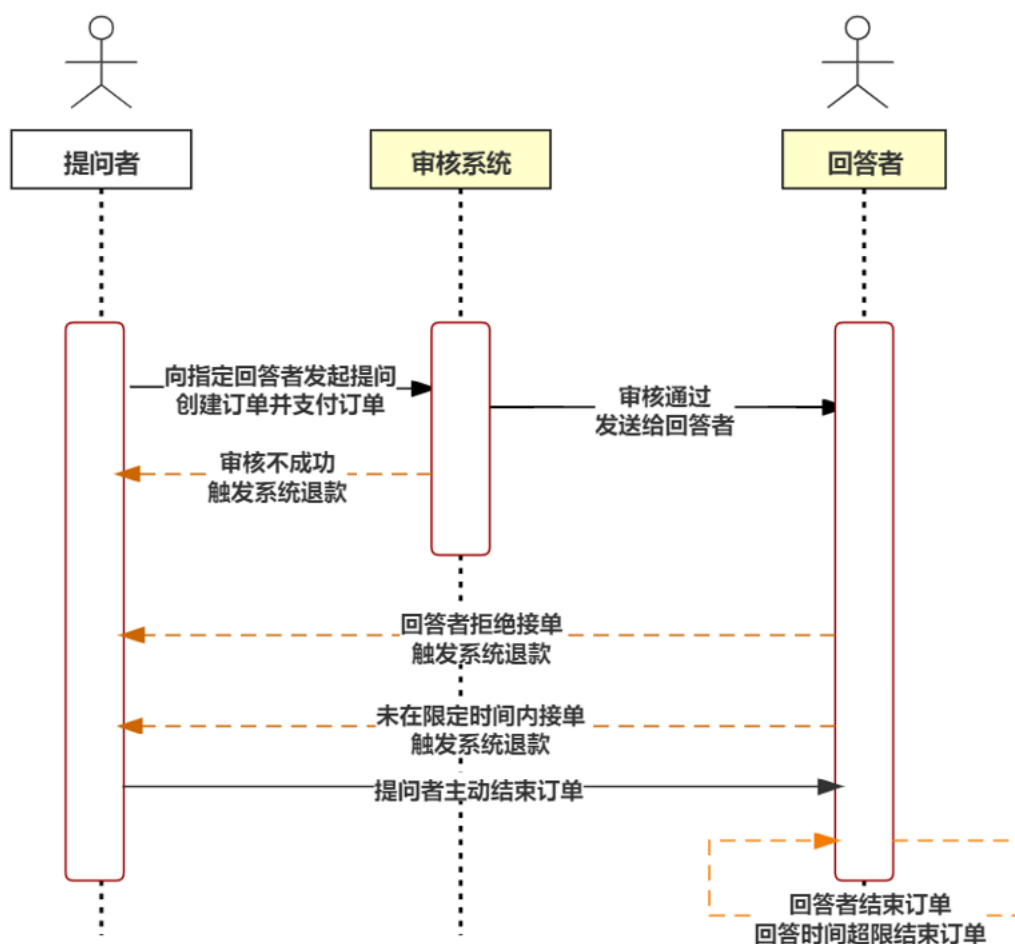 提问者
审核系统
回答者
向指定回答者发起提问
创建订单并支付订单
审核通过
发送给回答者
审核不成功
触发系统退款
回答者拒绝接单
触发系统退款
未在限定时间内接单
触发系统退款
提问者主动结束订单
回答者结束订单
回答时间超限结束订单